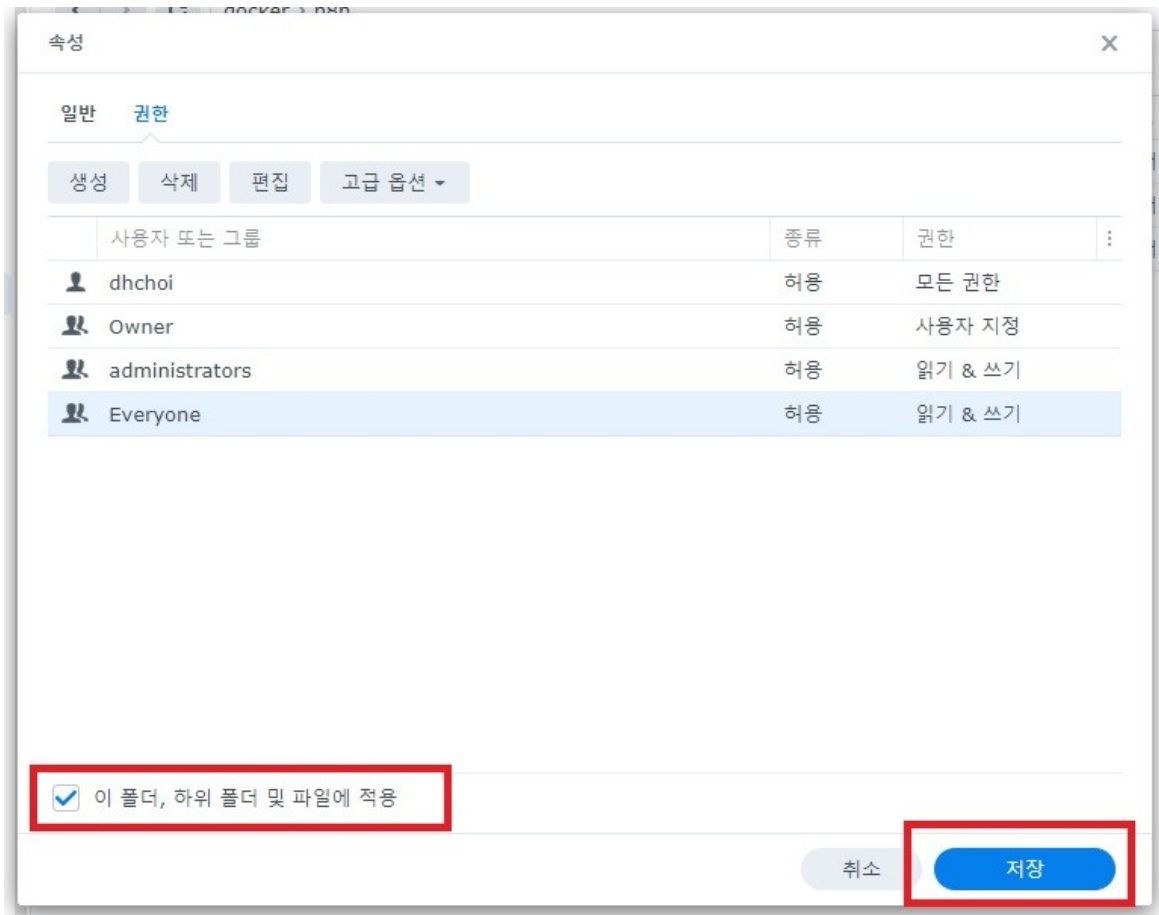 docker › n8n
속성
일반 권한
생성 삭제 편집 고급 옵션
사용자 또는 그룹 종류 권한
dhchoi 허용 모든 권한
Owner 허용 사용자 지정
administrators 허용 읽기 & 쓰기
Everyone 허용 읽기 & 쓰기
이 폴더, 하위 폴더 및 파일에 적용
취소 저장